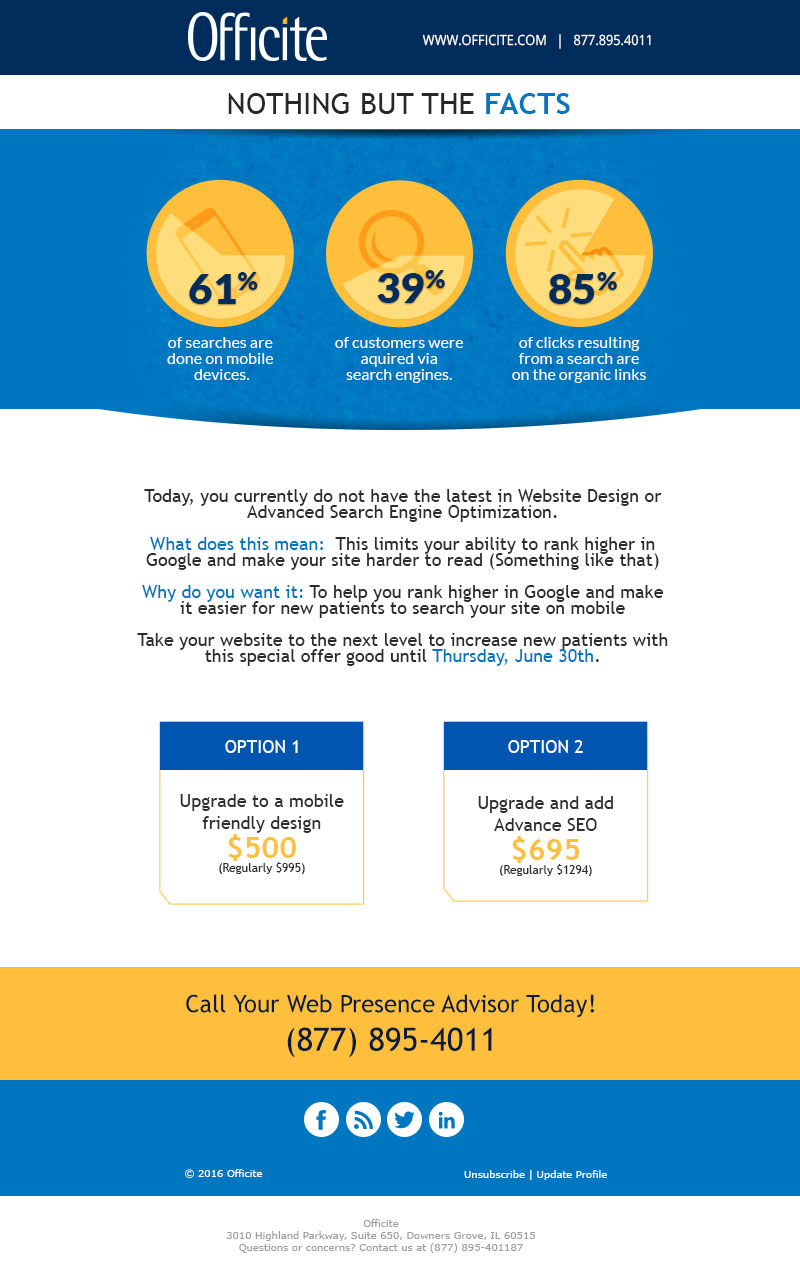 Officite
WWW.OFFICITE.COM | 877.895.4011
NOTHING BUT THE FACTS
61%
of searches are
done on mobile
devices.
39%
of customers were
aquired via
search engines.
85%
of clicks resulting
from a search are
on the organic links
Today, you currently do not have the latest in Website Design or
Advanced Search Engine Optimization.
What does this mean: This limits your ability to rank higher in
Google and make your site harder to read (Something like that)
Why do you want it: To help you rank higher in Google and make
it easier for new patients to search your site on mobile
Take your website to the next level to increase new patients with
this special offer good until Thursday, June 30th.
OPTION 1
Upgrade to a mobile
friendly design
$500
(Regularly $995)
OPTION 2
Upgrade and add
Advance SEO
$695
(Regularly $1294)
Call Your Web Presence Advisor Today!
(877) 895-4011
© 2016 Officite
Unsubscribe | Update Profile
Officite
3010 Highland Parkway, Suite 650, Downers Grove, IL 60515
Questions or concerns? Contact us at (877) 895-401187